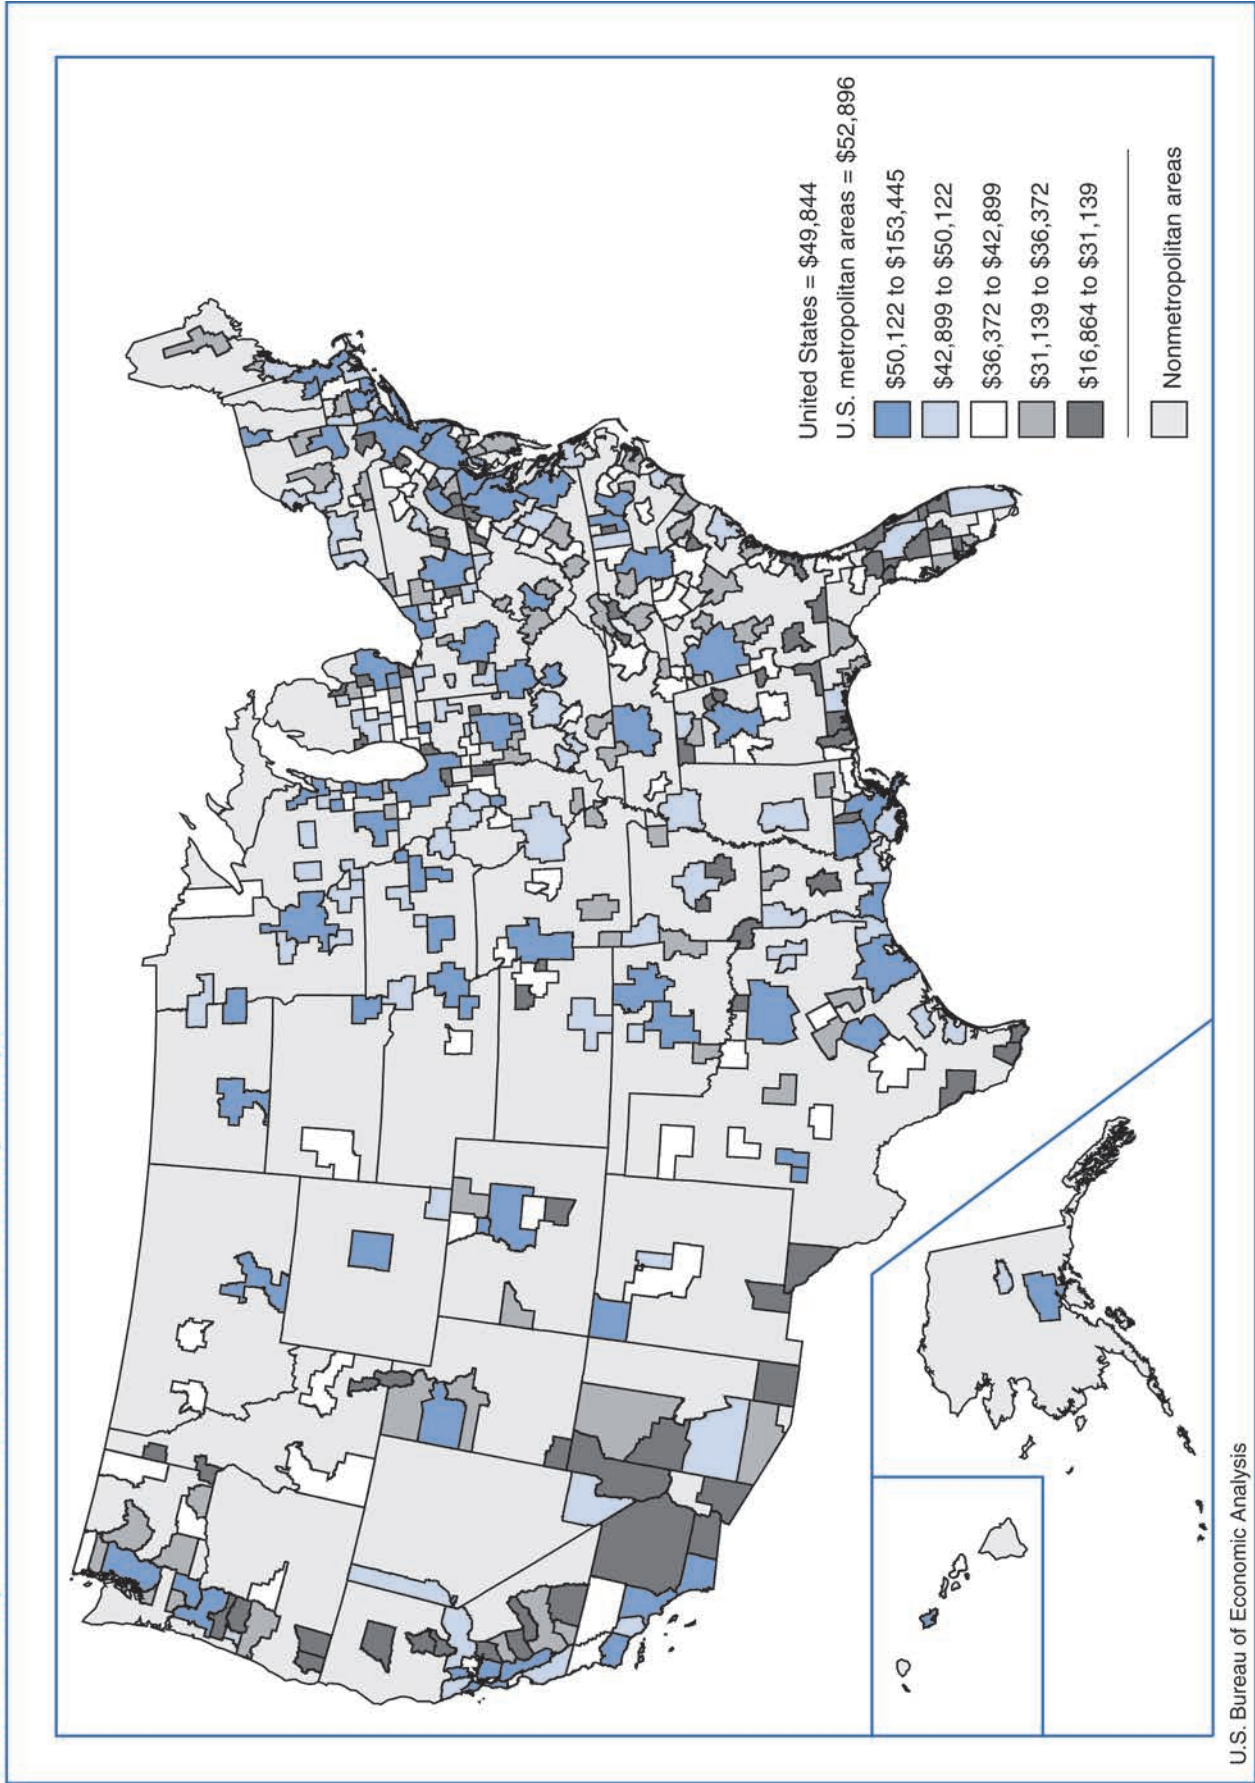 United States = $49,844
U.S. metropolitan areas = $52,896
$50,122 to $153,445
$42,899 to $50,122
$36,372 to $42,899
$31,139 to $36,372
$16,864 to $31,139
Nonmetropolitan areas
U.S. Bureau of Economic Analysis